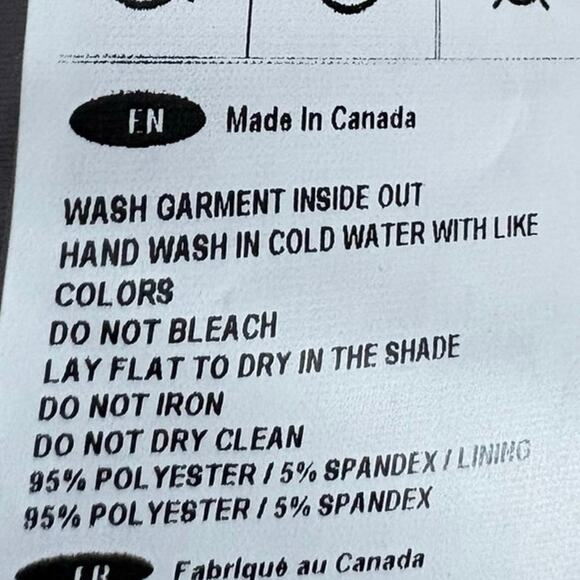 EN Made In Canada
WASH GARMENT INSIDE OUT
HAND WASH IN COLD WATER WITH LIKE
COLORS
DO NOT BLEACH
LAY FLAT TO DRY IN THE SHADE
DO NOT IRON
DO NOT DRY CLEAN
95% POLYESTER / 5% SPANDEX / LINING
95% POLYESTER / 5% SPANDEX
FR Fabriqué au Canada